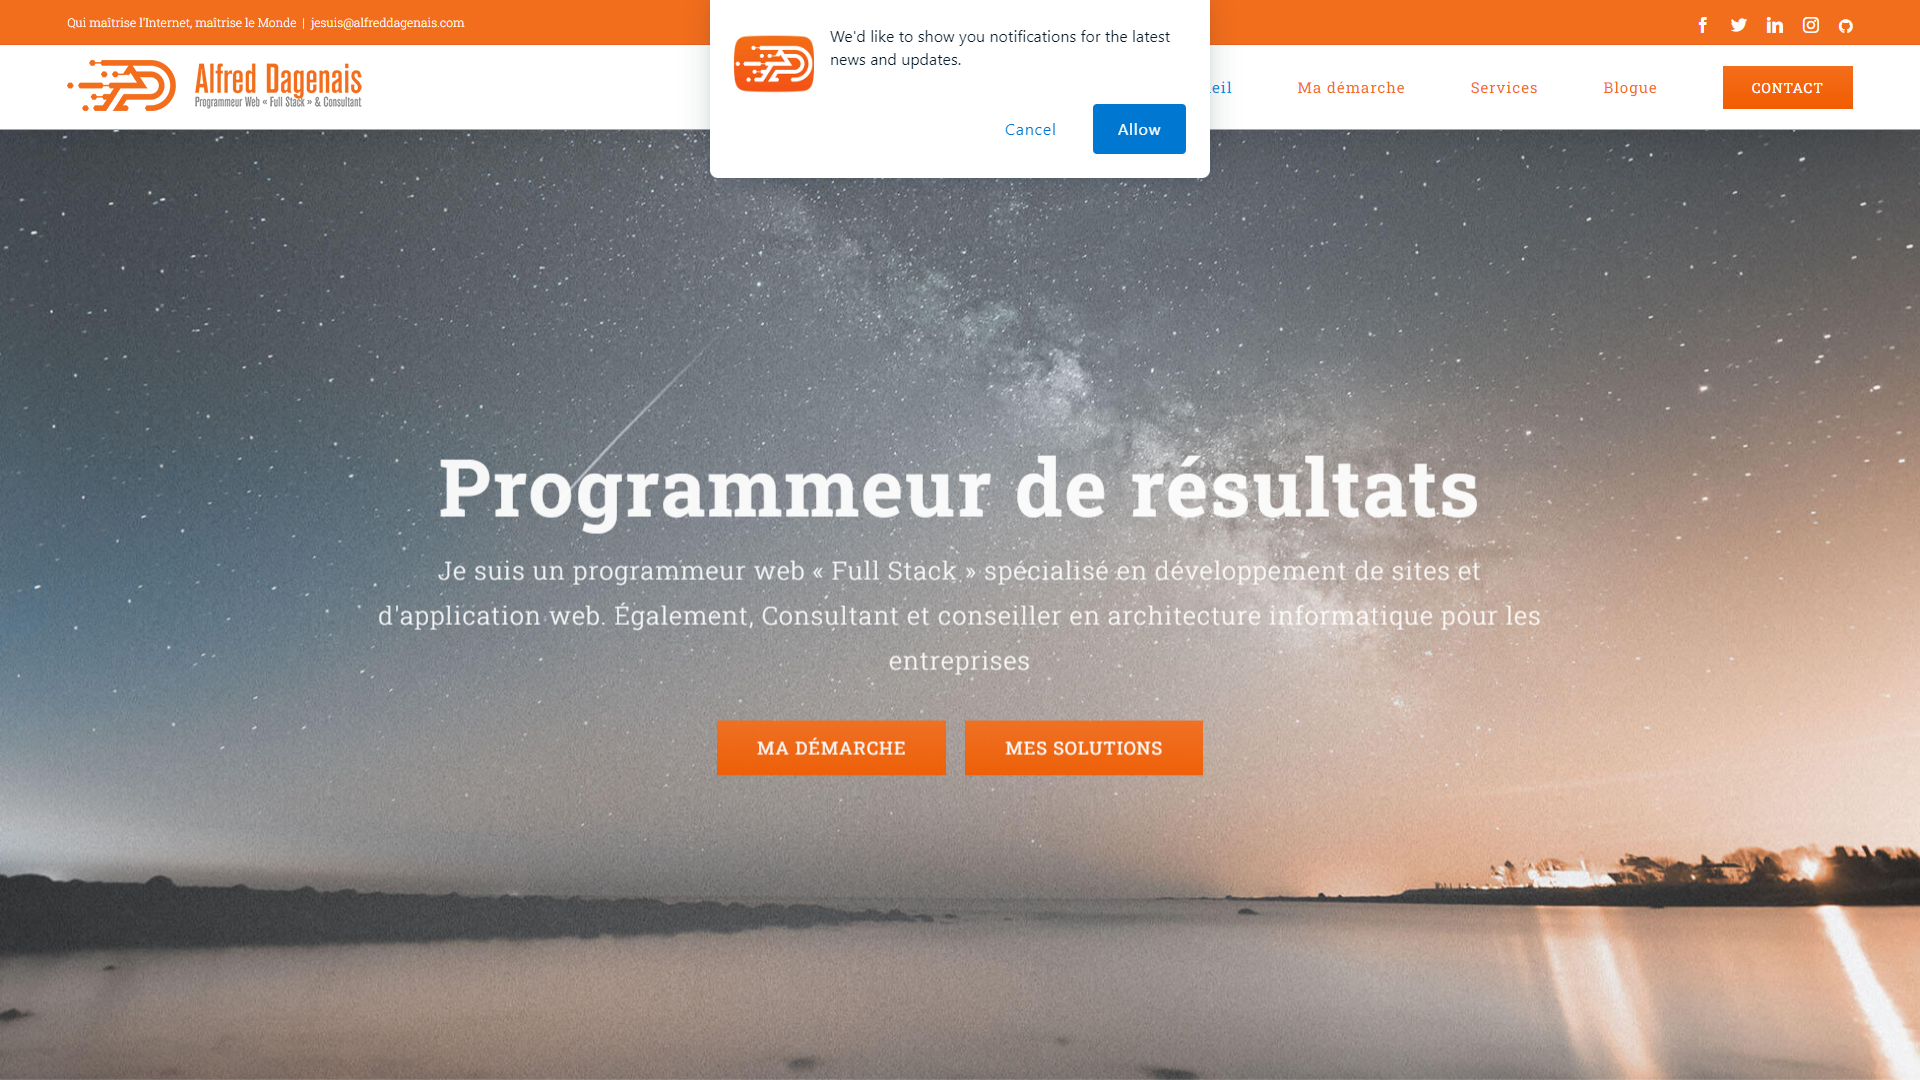 Qui maîtrise l'Internet, maîtrise le Monde | jesuis@alfreddagenais.com
Alfred Dagenais
Programmeur Web « Full Stack » & Consultant
We'd like to show you notifications for the latest
news and updates.
Cancel
Allow
Ma démarche
Services
Blogue
CONTACT
Programmeur de résultats
Je suis un programmeur web « Full Stack » spécialisé en développement de sites et
d'application web. Également, Consultant et conseiller en architecture informatique pour les
entreprises
MA DÉMARCHE
MES SOLUTIONS